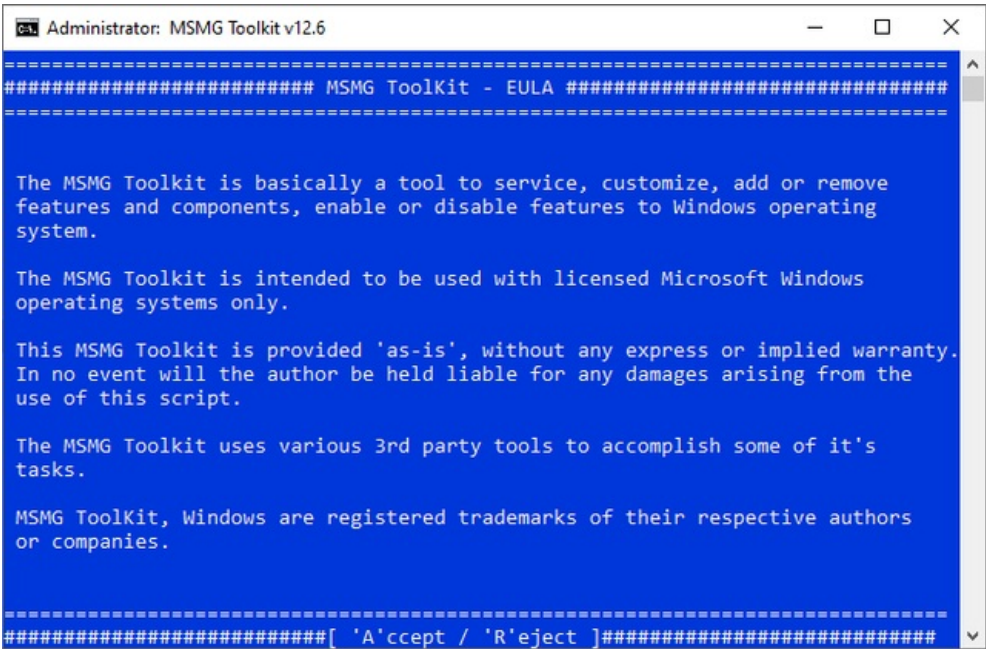 Administrator: MSMG Toolkit v12.6
===============================================================================
########################## MSMG ToolKit - EULA ################################
===============================================================================
The MSMG Toolkit is basically a tool to service, customize, add or remove
features and components, enable or disable features to Windows operating
system.
The MSMG Toolkit is intended to be used with licensed Microsoft Windows
operating systems only.
This MSMG Toolkit is provided 'as-is', without any express or implied warranty.
In no event will the author be held liable for any damages arising from the
use of this script.
The MSMG Toolkit uses various 3rd party tools to accomplish some of it's
tasks.
MSMG ToolKit, Windows are registered trademarks of their respective authors
or companies.
===============================================================================
###########################[ 'A'ccept / 'R'eject ]############################